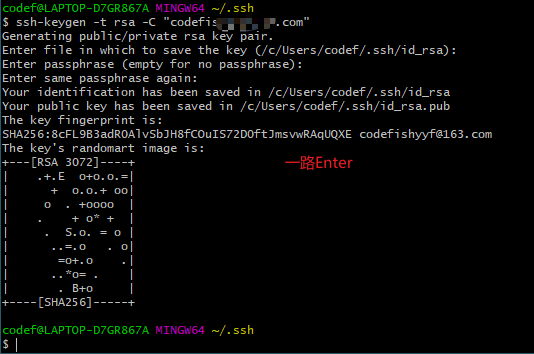 codef@LAPTOP-D7GR867A MINGW64 ~/.ssh
$ ssh-keygen -t rsa -C "codefis .com"
Generating public/private rsa key pair.
Enter file in which to save the key (/c/Users/codef/.ssh/id_rsa):
Enter passphrase (empty for no passphrase):
Enter same passphrase again:
Your identification has been saved in /c/Users/codef/.ssh/id_rsa
Your public key has been saved in /c/Users/codef/.ssh/id_rsa.pub
The key fingerprint is:
SHA256:8cFL9B3adROAlvSbJH8fCOuIS72DOftJmsvwRAqUQXE codefishyyf@163.com
The key's randomart image is:
+---[RSA 3072]----+
一路Enter
|    .+.E  o+o.o.=|
|      +  o.o.+ oo|
|     o  . +oooo  |
|    .    + o* +  |
|     .  S.o. = o |
|      ..=.o   . o|
|       =o+.o    .|
|      ..*o= .    |
|       . B+o     |
+----[SHA256]-----+
codef@LAPTOP-D7GR867A MINGW64 ~/.ssh
$